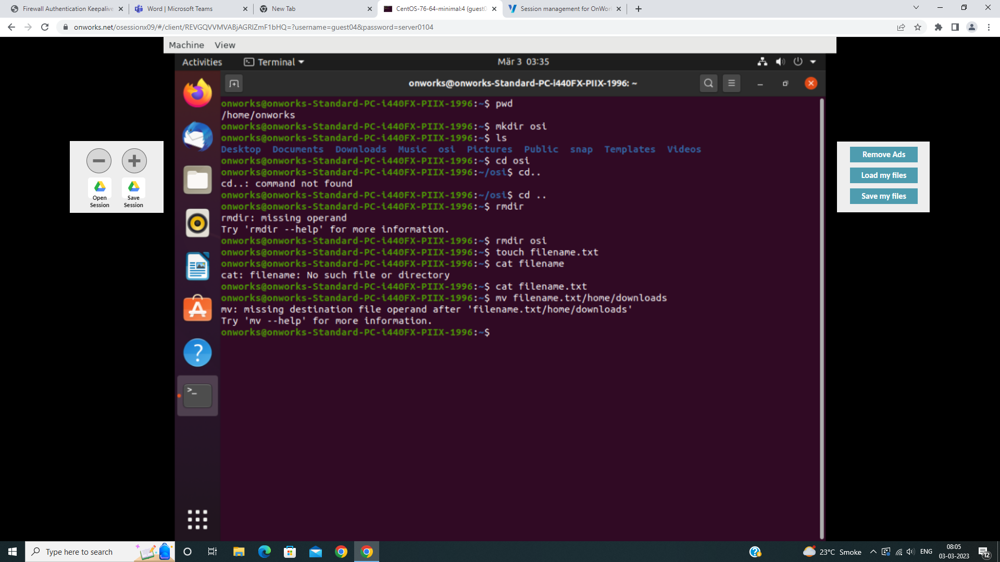 Firewall Authentication Keepalive
Word | Microsoft Teams
New Tab
CentOS-76-64-minimal:4 (guest0
Session management for OnWor
onworks.net/osessionx09/#/client/REVGQVVMVABjAGRlZmF1bHQ=?username=guest04&password=server0104
Machine View
Activities Terminal Mär 3 03:35
onworks@onworks-Standard-PC-i440FX-PIIX-1996: ~
onworks@onworks-Standard-PC-i440FX-PIIX-1996:~$ pwd
/home/onworks
onworks@onworks-Standard-PC-i440FX-PIIX-1996:~$ mkdir osi
onworks@onworks-Standard-PC-i440FX-PIIX-1996:~$ ls
Desktop Documents Downloads Music osi Pictures Public snap Templates Videos
onworks@onworks-Standard-PC-i440FX-PIIX-1996:~$ cd osi
onworks@onworks-Standard-PC-i440FX-PIIX-1996:~/osi$ cd..
cd..: command not found
onworks@onworks-Standard-PC-i440FX-PIIX-1996:~/osi$ cd ..
onworks@onworks-Standard-PC-i440FX-PIIX-1996:~$ rmdir
rmdir: missing operand
Try 'rmdir --help' for more information.
onworks@onworks-Standard-PC-i440FX-PIIX-1996:~$ rmdir osi
onworks@onworks-Standard-PC-i440FX-PIIX-1996:~$ touch filename.txt
onworks@onworks-Standard-PC-i440FX-PIIX-1996:~$ cat filename
cat: filename: No such file or directory
onworks@onworks-Standard-PC-i440FX-PIIX-1996:~$ cat filename.txt
onworks@onworks-Standard-PC-i440FX-PIIX-1996:~$ mv filename.txt/home/downloads
mv: missing destination file operand after 'filename.txt/home/downloads'
Try 'mv --help' for more information.
onworks@onworks-Standard-PC-i440FX-PIIX-1996:~$
Open
Session
Save
Session
Remove Ads
Load my files
Save my files
Type here to search
23°C Smoke
ENG
08:05
03-03-2023
12